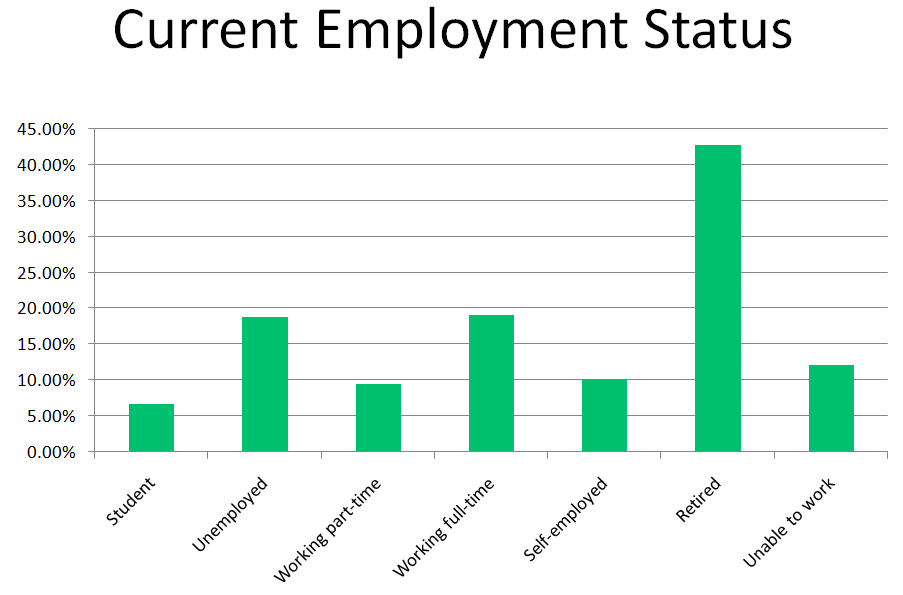 Current Employment Status
45.00%
40.00%
35.00%
30.00%
25.00%
20.00%
15.00%
10.00%
5.00%
0.00%
Student
Unemployed
Working part-time
Working full-time
Self-employed
Retired
Unable to work